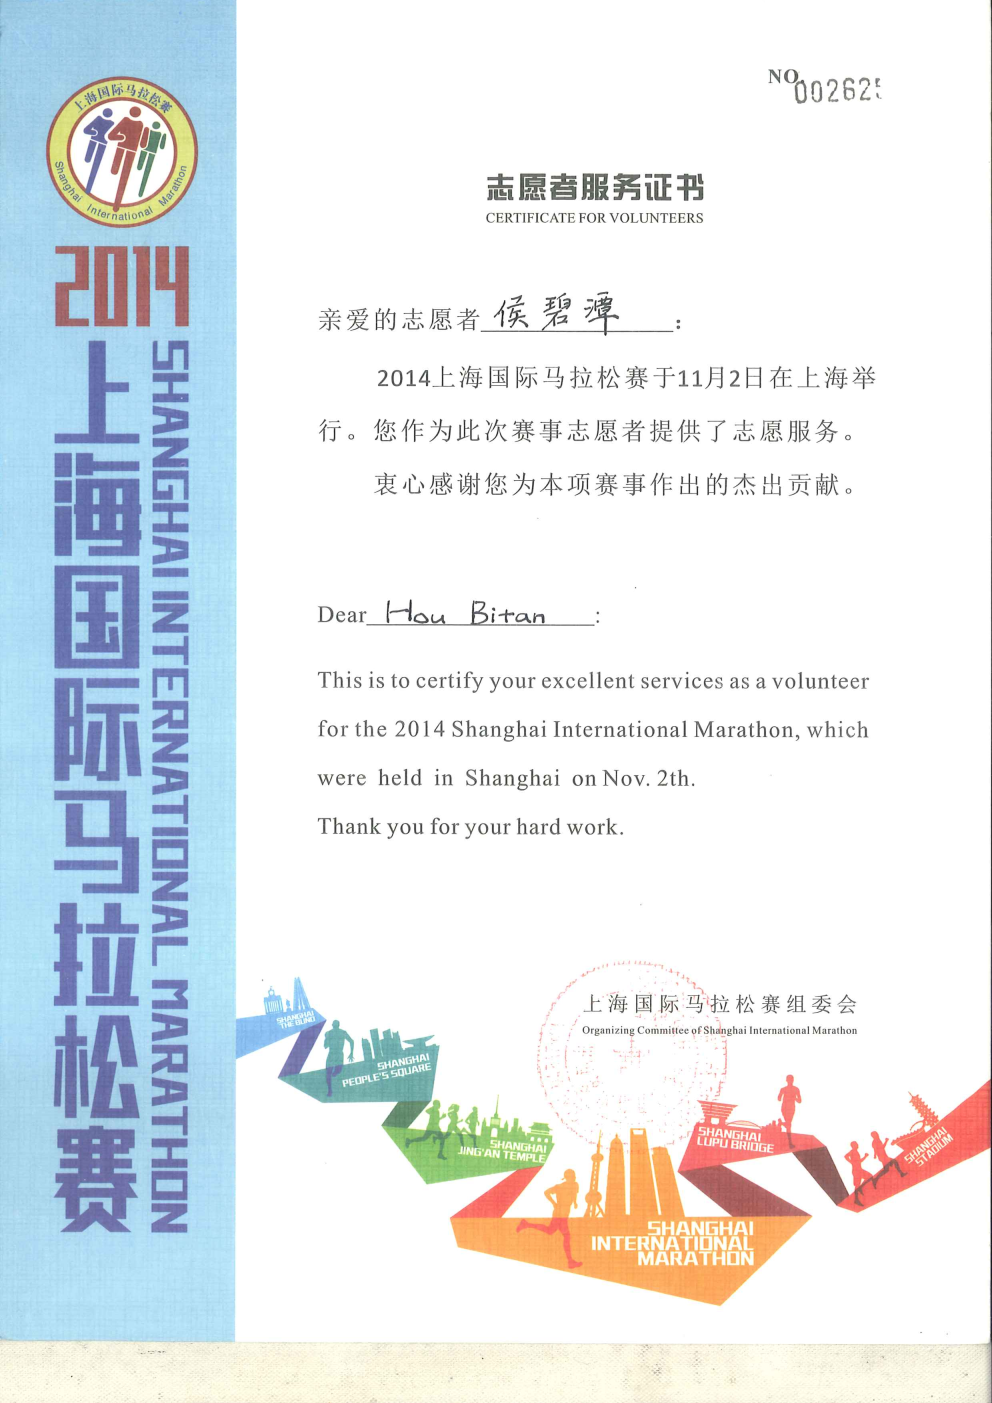 上海国际马拉松赛
Shanghai International Marathon
2014
上海国际马拉松赛
SHANGHAI INTERNATIONAL MARATHON
NO.
志愿者服务证书
CERTIFICATE FOR VOLUNTEERS
亲爱的志愿者 侯碧潭 :
2014上海国际马拉松赛于11月2日在上海举
行。您作为此次赛事志愿者提供了志愿服务。
衷心感谢您为本项赛事作出的杰出贡献。
Dear Hou Bitan :
This is to certify your excellent services as a volunteer
for the 2014 Shanghai International Marathon, which
were held in Shanghai on Nov. 2th.
Thank you for your hard work.
上海国际马拉松赛组委会
Organizing Committee of Shanghai International Marathon
SHANGHAI
THE BUND
SHANGHAI
PEOPLE'S SQUARE
SHANGHAI
JING'AN TEMPLE
SHANGHAI
INTERNATIONAL
MARATHON
SHANGHAI
LUPU BRIDGE
SHANGHAI
STADIUM